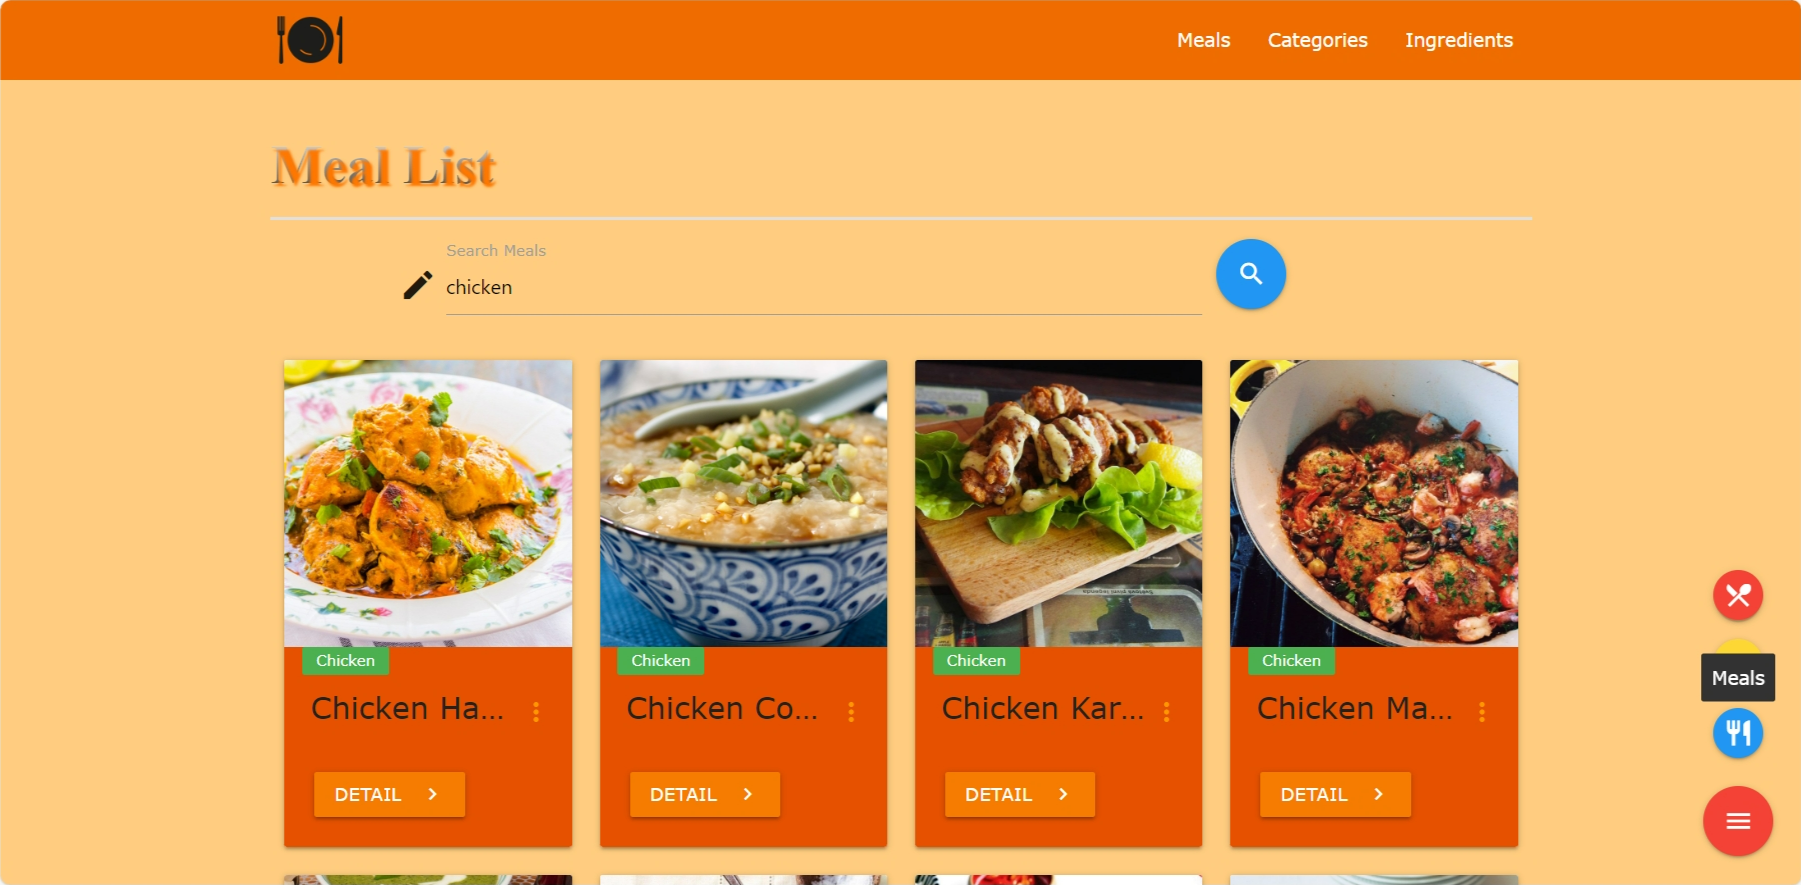 Meals Categories Ingredients
Meal List
Search Meals
chicken
Chicken Chicken Chicken Chicken
Chicken Ha... Chicken Co... Chicken Kar... Chicken Ma...
DETAIL DETAIL DETAIL DETAIL
Meals